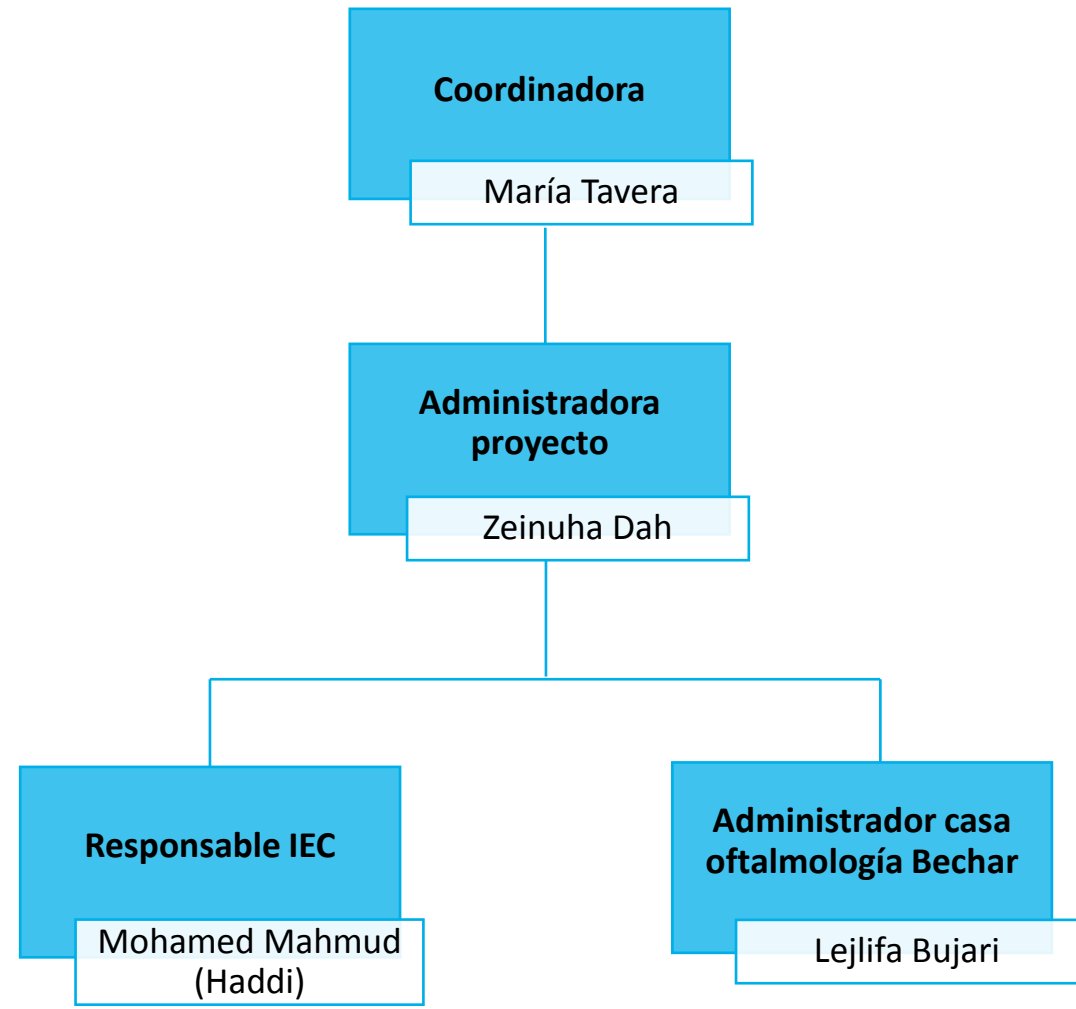 Coordinadora
María Tavera
Administradora
proyecto
Zeinuha Dah
Responsable IEC
Mohamed Mahmud
(Haddi)
Administrador casa
oftalmología Bechar
Lejlifa Bujari